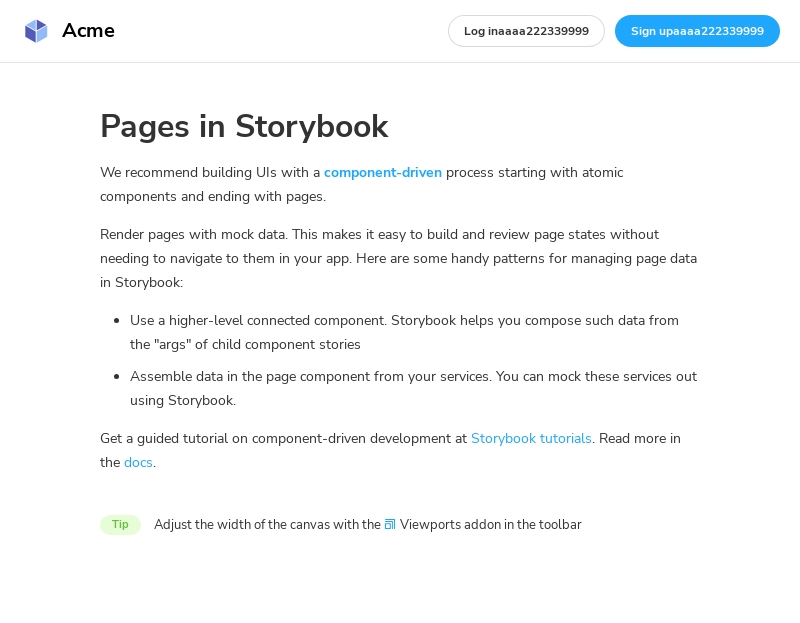 Acme
Log inaaaa222339999
Sign upaaaa222339999
Pages in Storybook
We recommend building UIs with a component-driven process starting with atomic
components and ending with pages.
Render pages with mock data. This makes it easy to build and review page states without
needing to navigate to them in your app. Here are some handy patterns for managing page data
in Storybook:
• Use a higher-level connected component. Storybook helps you compose such data from
the "args" of child component stories
• Assemble data in the page component from your services. You can mock these services out
using Storybook.
Get a guided tutorial on component-driven development at Storybook tutorials. Read more in
the docs.
Tip Adjust the width of the canvas with the Viewports addon in the toolbar